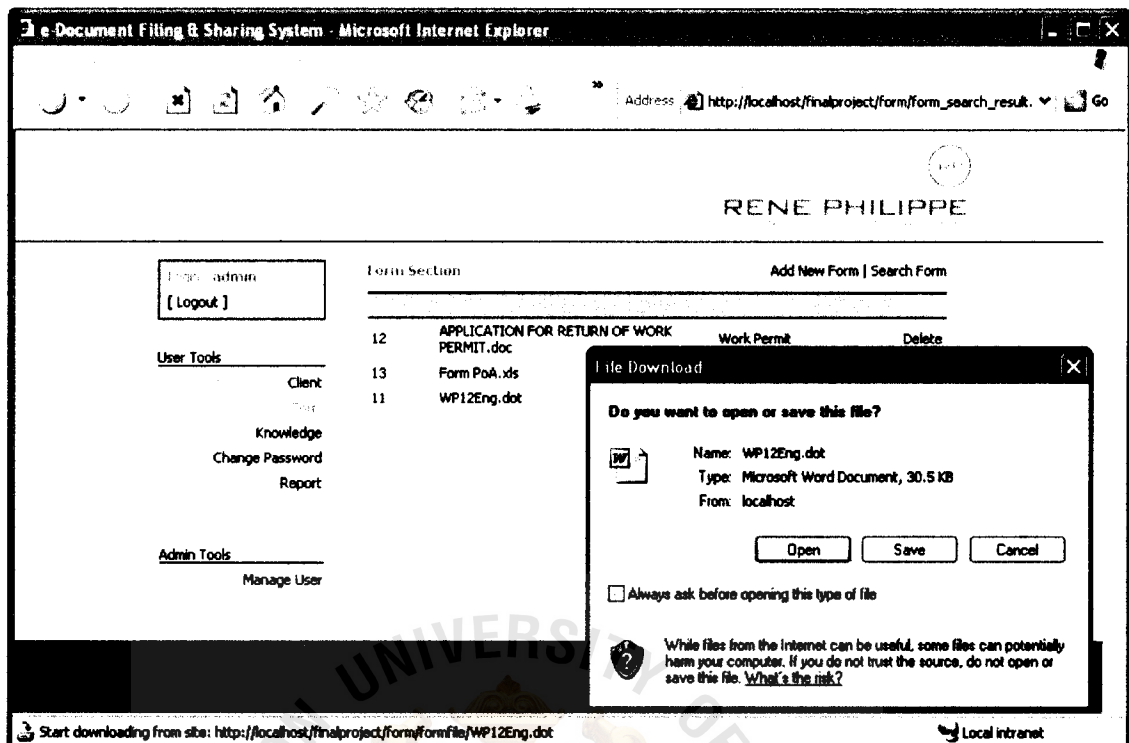 e-Document Filing & Sharing System - Microsoft Internet Explorer
» Address http://localhost/finalproject/form/form_search_result. Go
RENE PHILIPPE
admin
[ Logout ]
Form Section Add New Form | Search Form
12 APPLICATION FOR RETURN OF WORK PERMIT.doc Work Permit Delete
13 Form PoA.xls
11 WP12Eng.dot
User Tools
Client
Knowledge
Change Password
Report
Admin Tools
Manage User
File Download
Do you want to open or save this file?
Name: WP12Eng.dot
Type: Microsoft Word Document, 30.5 KB
From: localhost
Open Save Cancel
Always ask before opening this type of file
While files from the Internet can be useful, some files can potentially
harm your computer. If you do not trust the source, do not open or
save this file. What's the risk?
UNIVERSITY OF
Start downloading from site: http://localhost/finalproject/form/formfile/WP12Eng.dot Local intranet